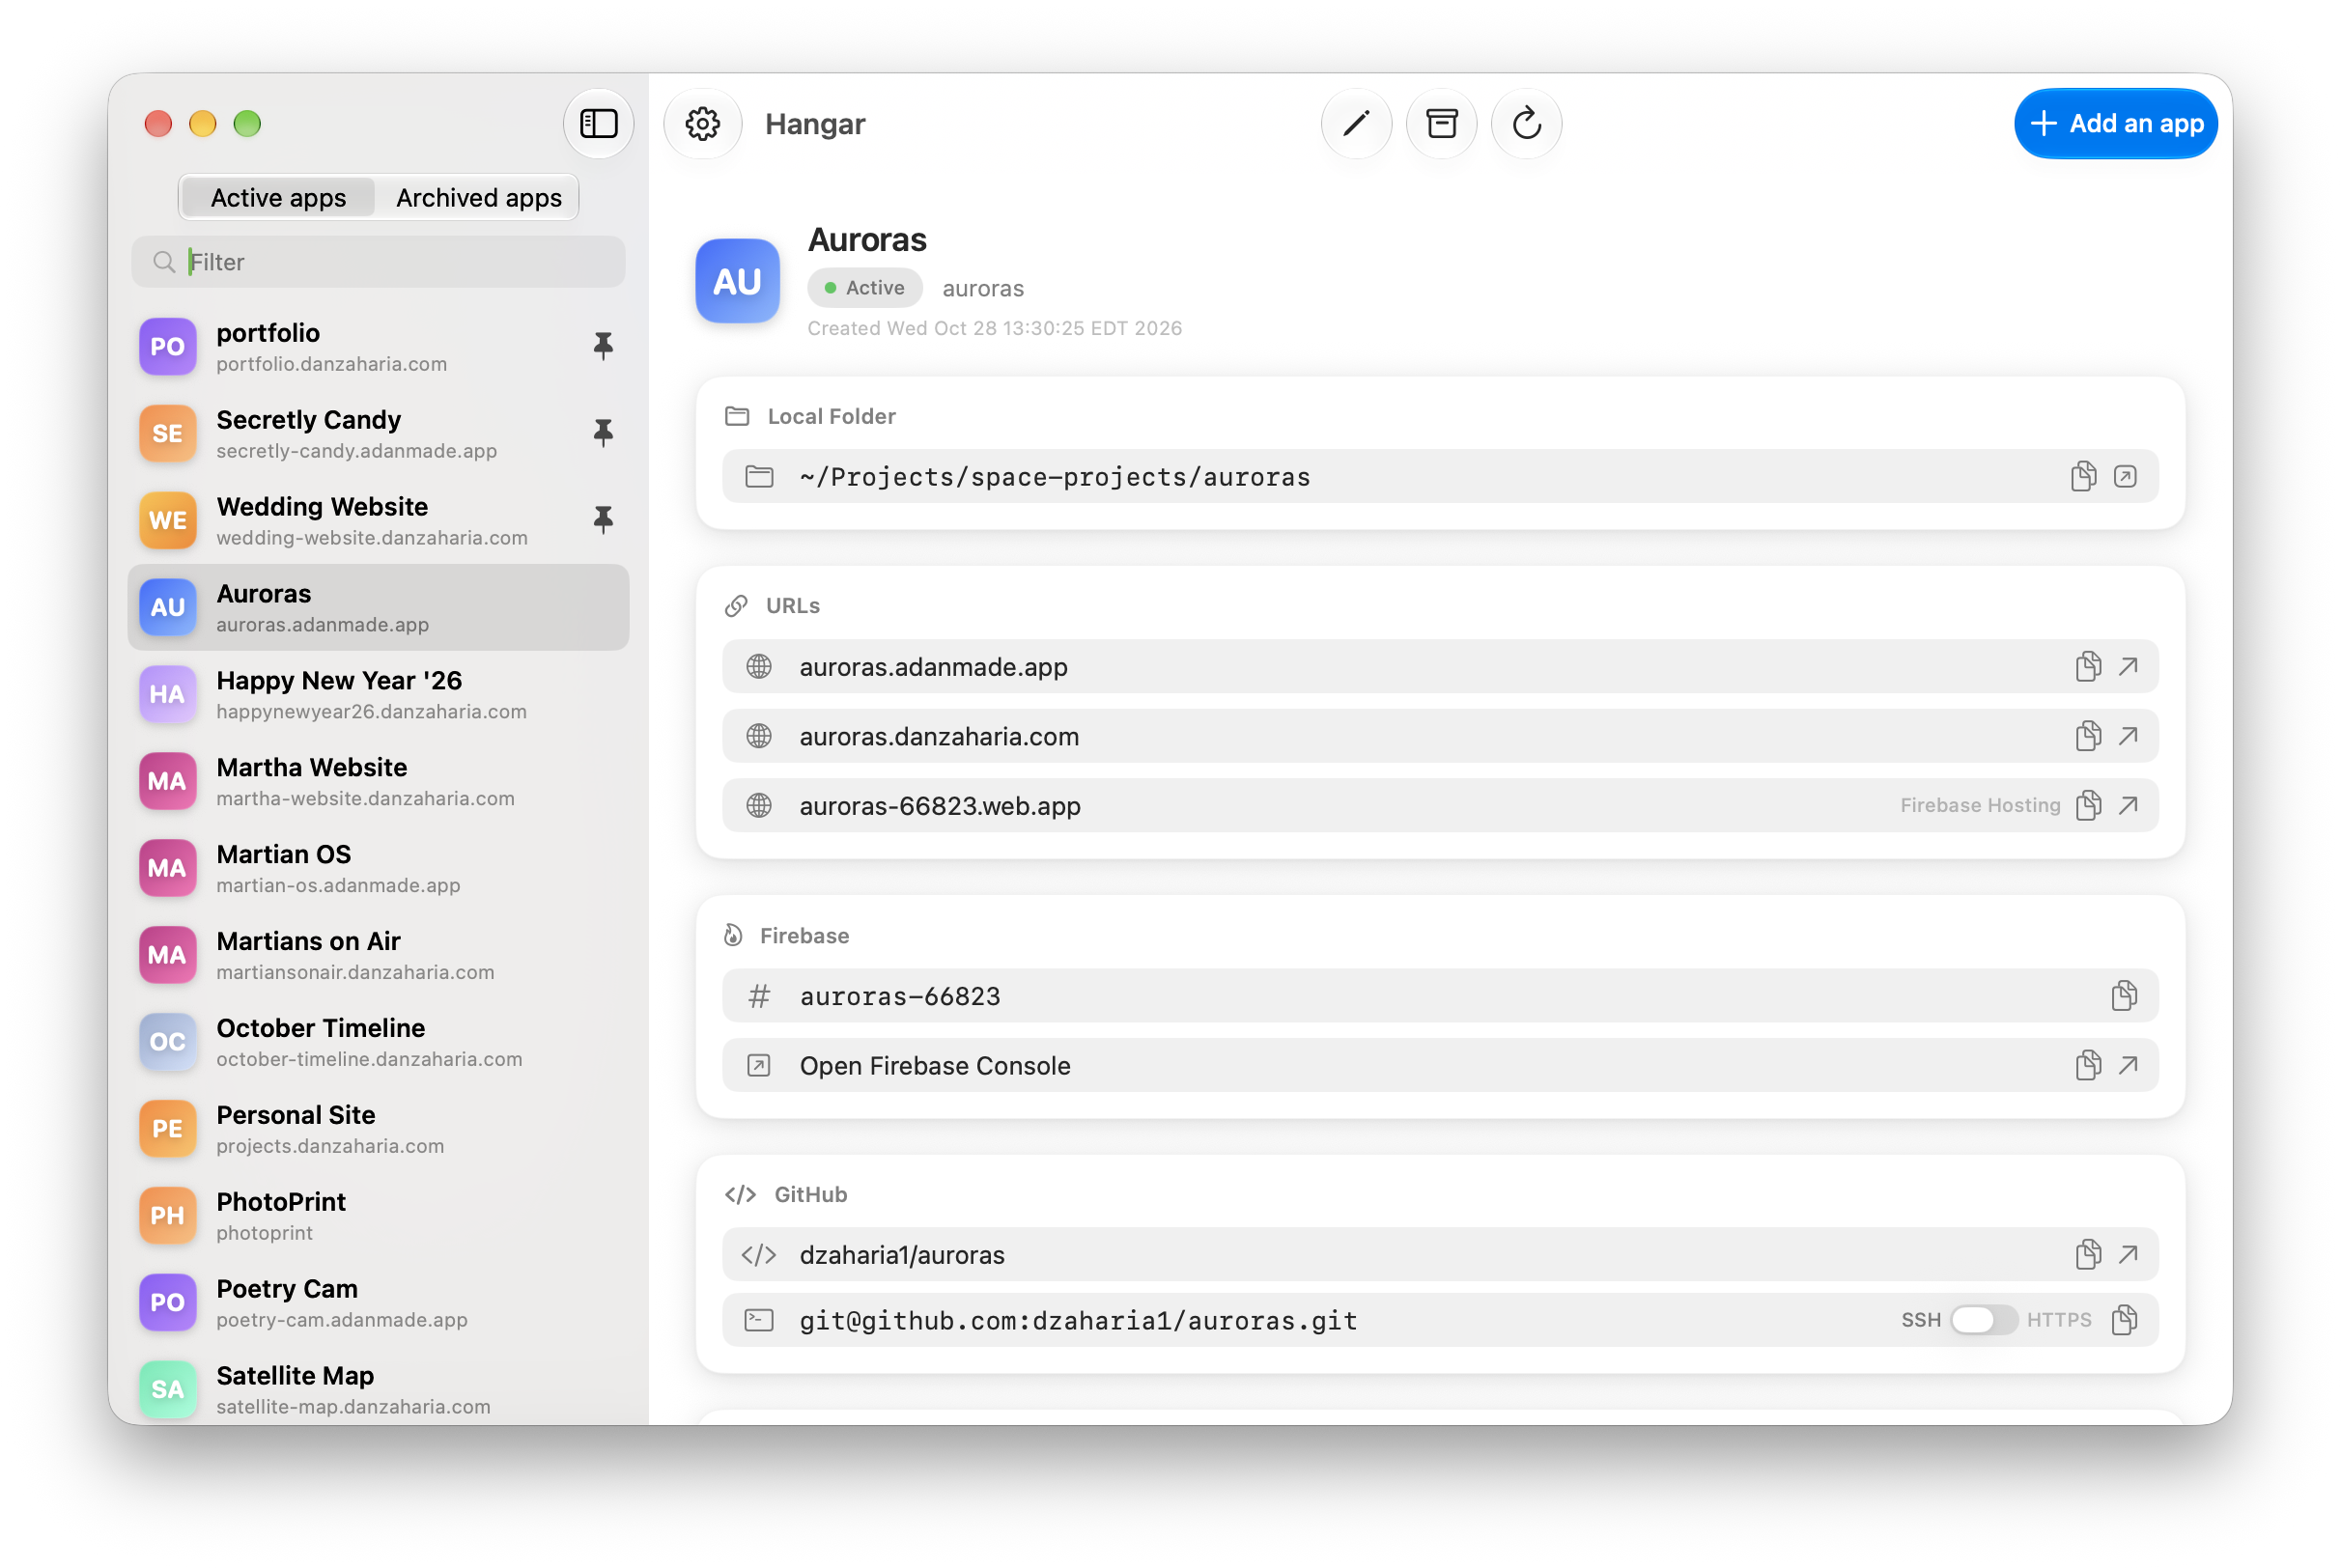 Hangar
Add an app
Active apps
Archived apps
Filter
PO
portfolio
portfolio.danzaharia.com
SE
Secretly Candy
secretly-candy.adanmade.app
WE
Wedding Website
wedding-website.danzaharia.com
AU
Auroras
auroras.adanmade.app
HA
Happy New Year '26
happynewyear26.danzaharia.com
MA
Martha Website
martha-website.danzaharia.com
MA
Martian OS
martian-os.adanmade.app
MA
Martians on Air
martiansonair.danzaharia.com
OC
October Timeline
october-timeline.danzaharia.com
PE
Personal Site
projects.danzaharia.com
PH
PhotoPrint
photoprint
PO
Poetry Cam
poetry-cam.adanmade.app
SA
Satellite Map
satellite-map.danzaharia.com
AU
Auroras
Active auroras
Created Wed Oct 28 13:30:25 EDT 2026
Local Folder
~/Projects/space-projects/auroras
URLs
auroras.adanmade.app
auroras.danzaharia.com
auroras-66823.web.app Firebase Hosting
Firebase
# auroras-66823
Open Firebase Console
</> GitHub
</> dzaharia1/auroras
git@github.com:dzaharia1/auroras.git SSH HTTPS